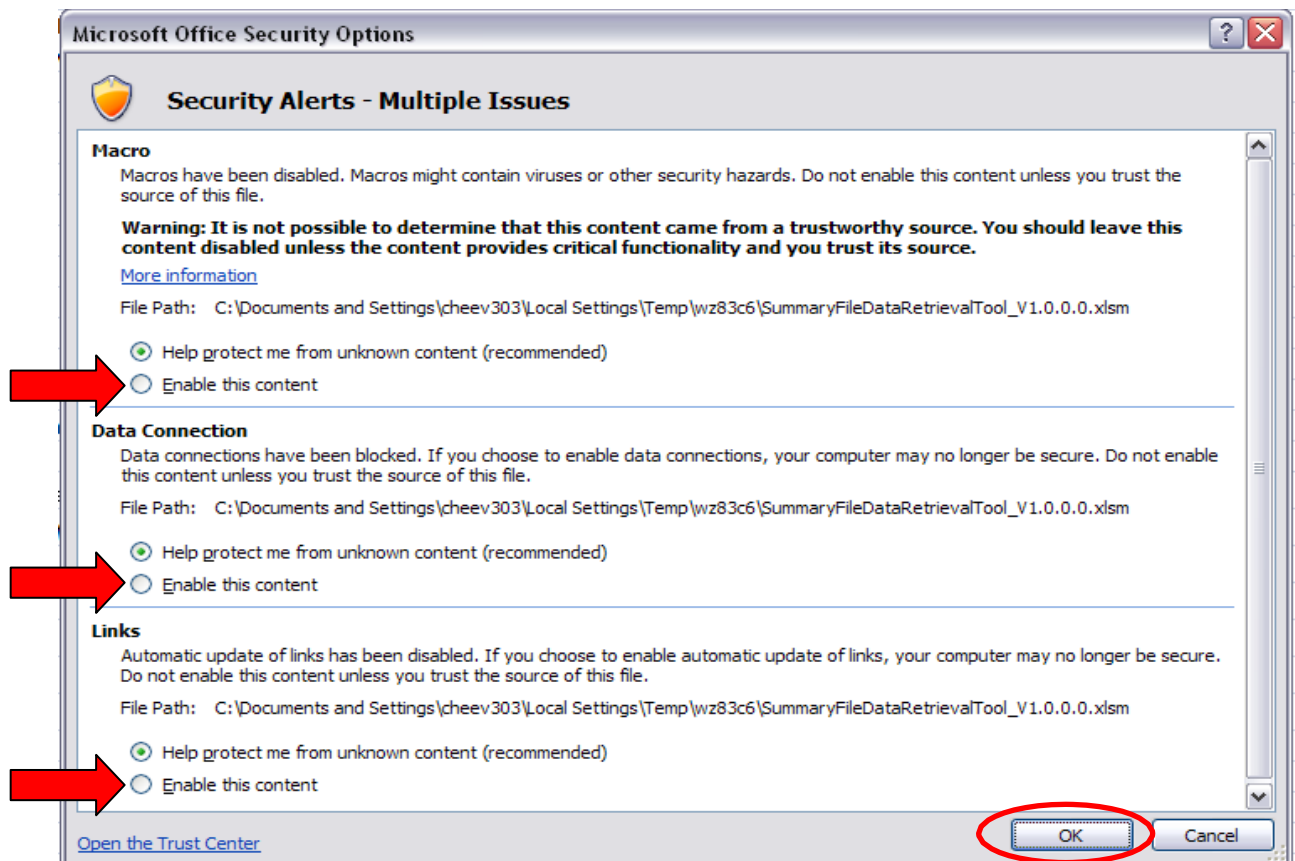 Microsoft Office Security Options
Security Alerts - Multiple Issues
Macro
Macros have been disabled. Macros might contain viruses or other security hazards. Do not enable this content unless you trust the
source of this file.
Warning: It is not possible to determine that this content came from a trustworthy source. You should leave this
content disabled unless the content provides critical functionality and you trust its source.
More information
File Path: C:\Documents and Settings\cheev303\Local Settings\Temp\wz83c6\SummaryFileDataRetrievalTool_V1.0.0.0.xlsm
Help protect me from unknown content (recommended)
Enable this content
Data Connection
Data connections have been blocked. If you choose to enable data connections, your computer may no longer be secure. Do not enable
this content unless you trust the source of this file.
File Path: C:\Documents and Settings\cheev303\Local Settings\Temp\wz83c6\SummaryFileDataRetrievalTool_V1.0.0.0.xlsm
Help protect me from unknown content (recommended)
Enable this content
Links
Automatic update of links has been disabled. If you choose to enable automatic update of links, your computer may no longer be secure.
Do not enable this content unless you trust the source of this file.
File Path: C:\Documents and Settings\cheev303\Local Settings\Temp\wz83c6\SummaryFileDataRetrievalTool_V1.0.0.0.xlsm
Help protect me from unknown content (recommended)
Enable this content
Open the Trust Center
OK
Cancel